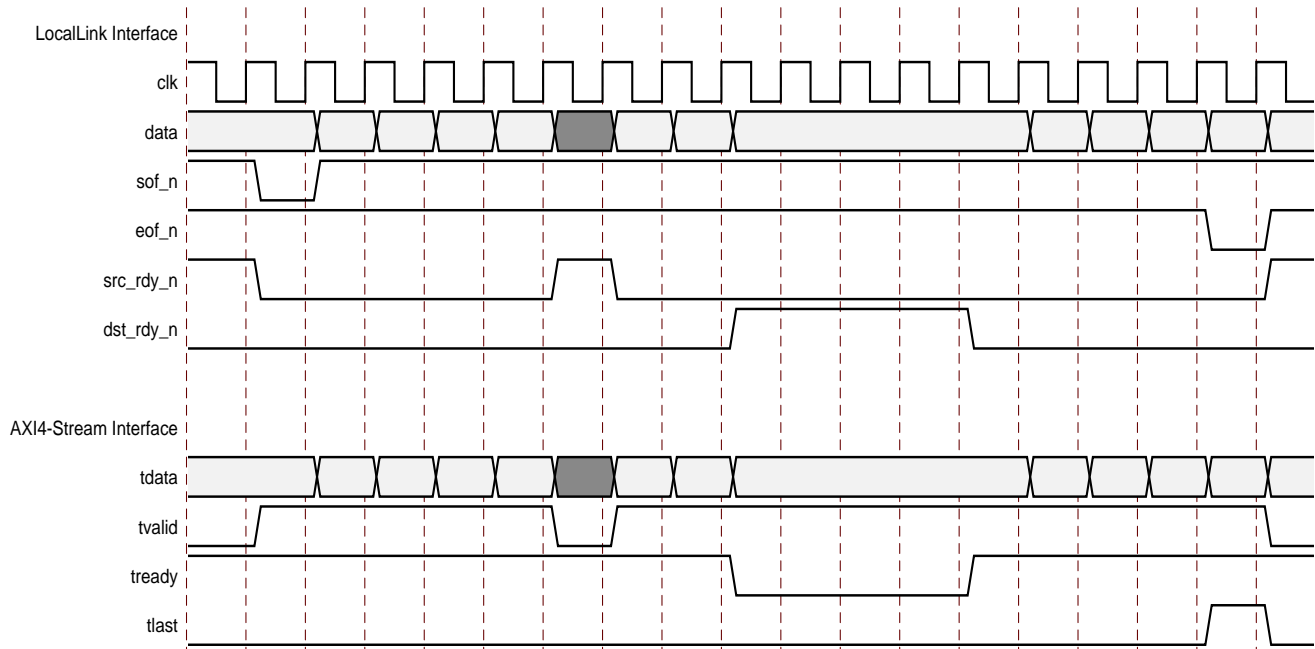 LocalLink Interface
clk
data
sof_n
eof_n
src_rdy_n
dst_rdy_n
AXI4-Stream Interface
tdata
tvalid
tready
tlast